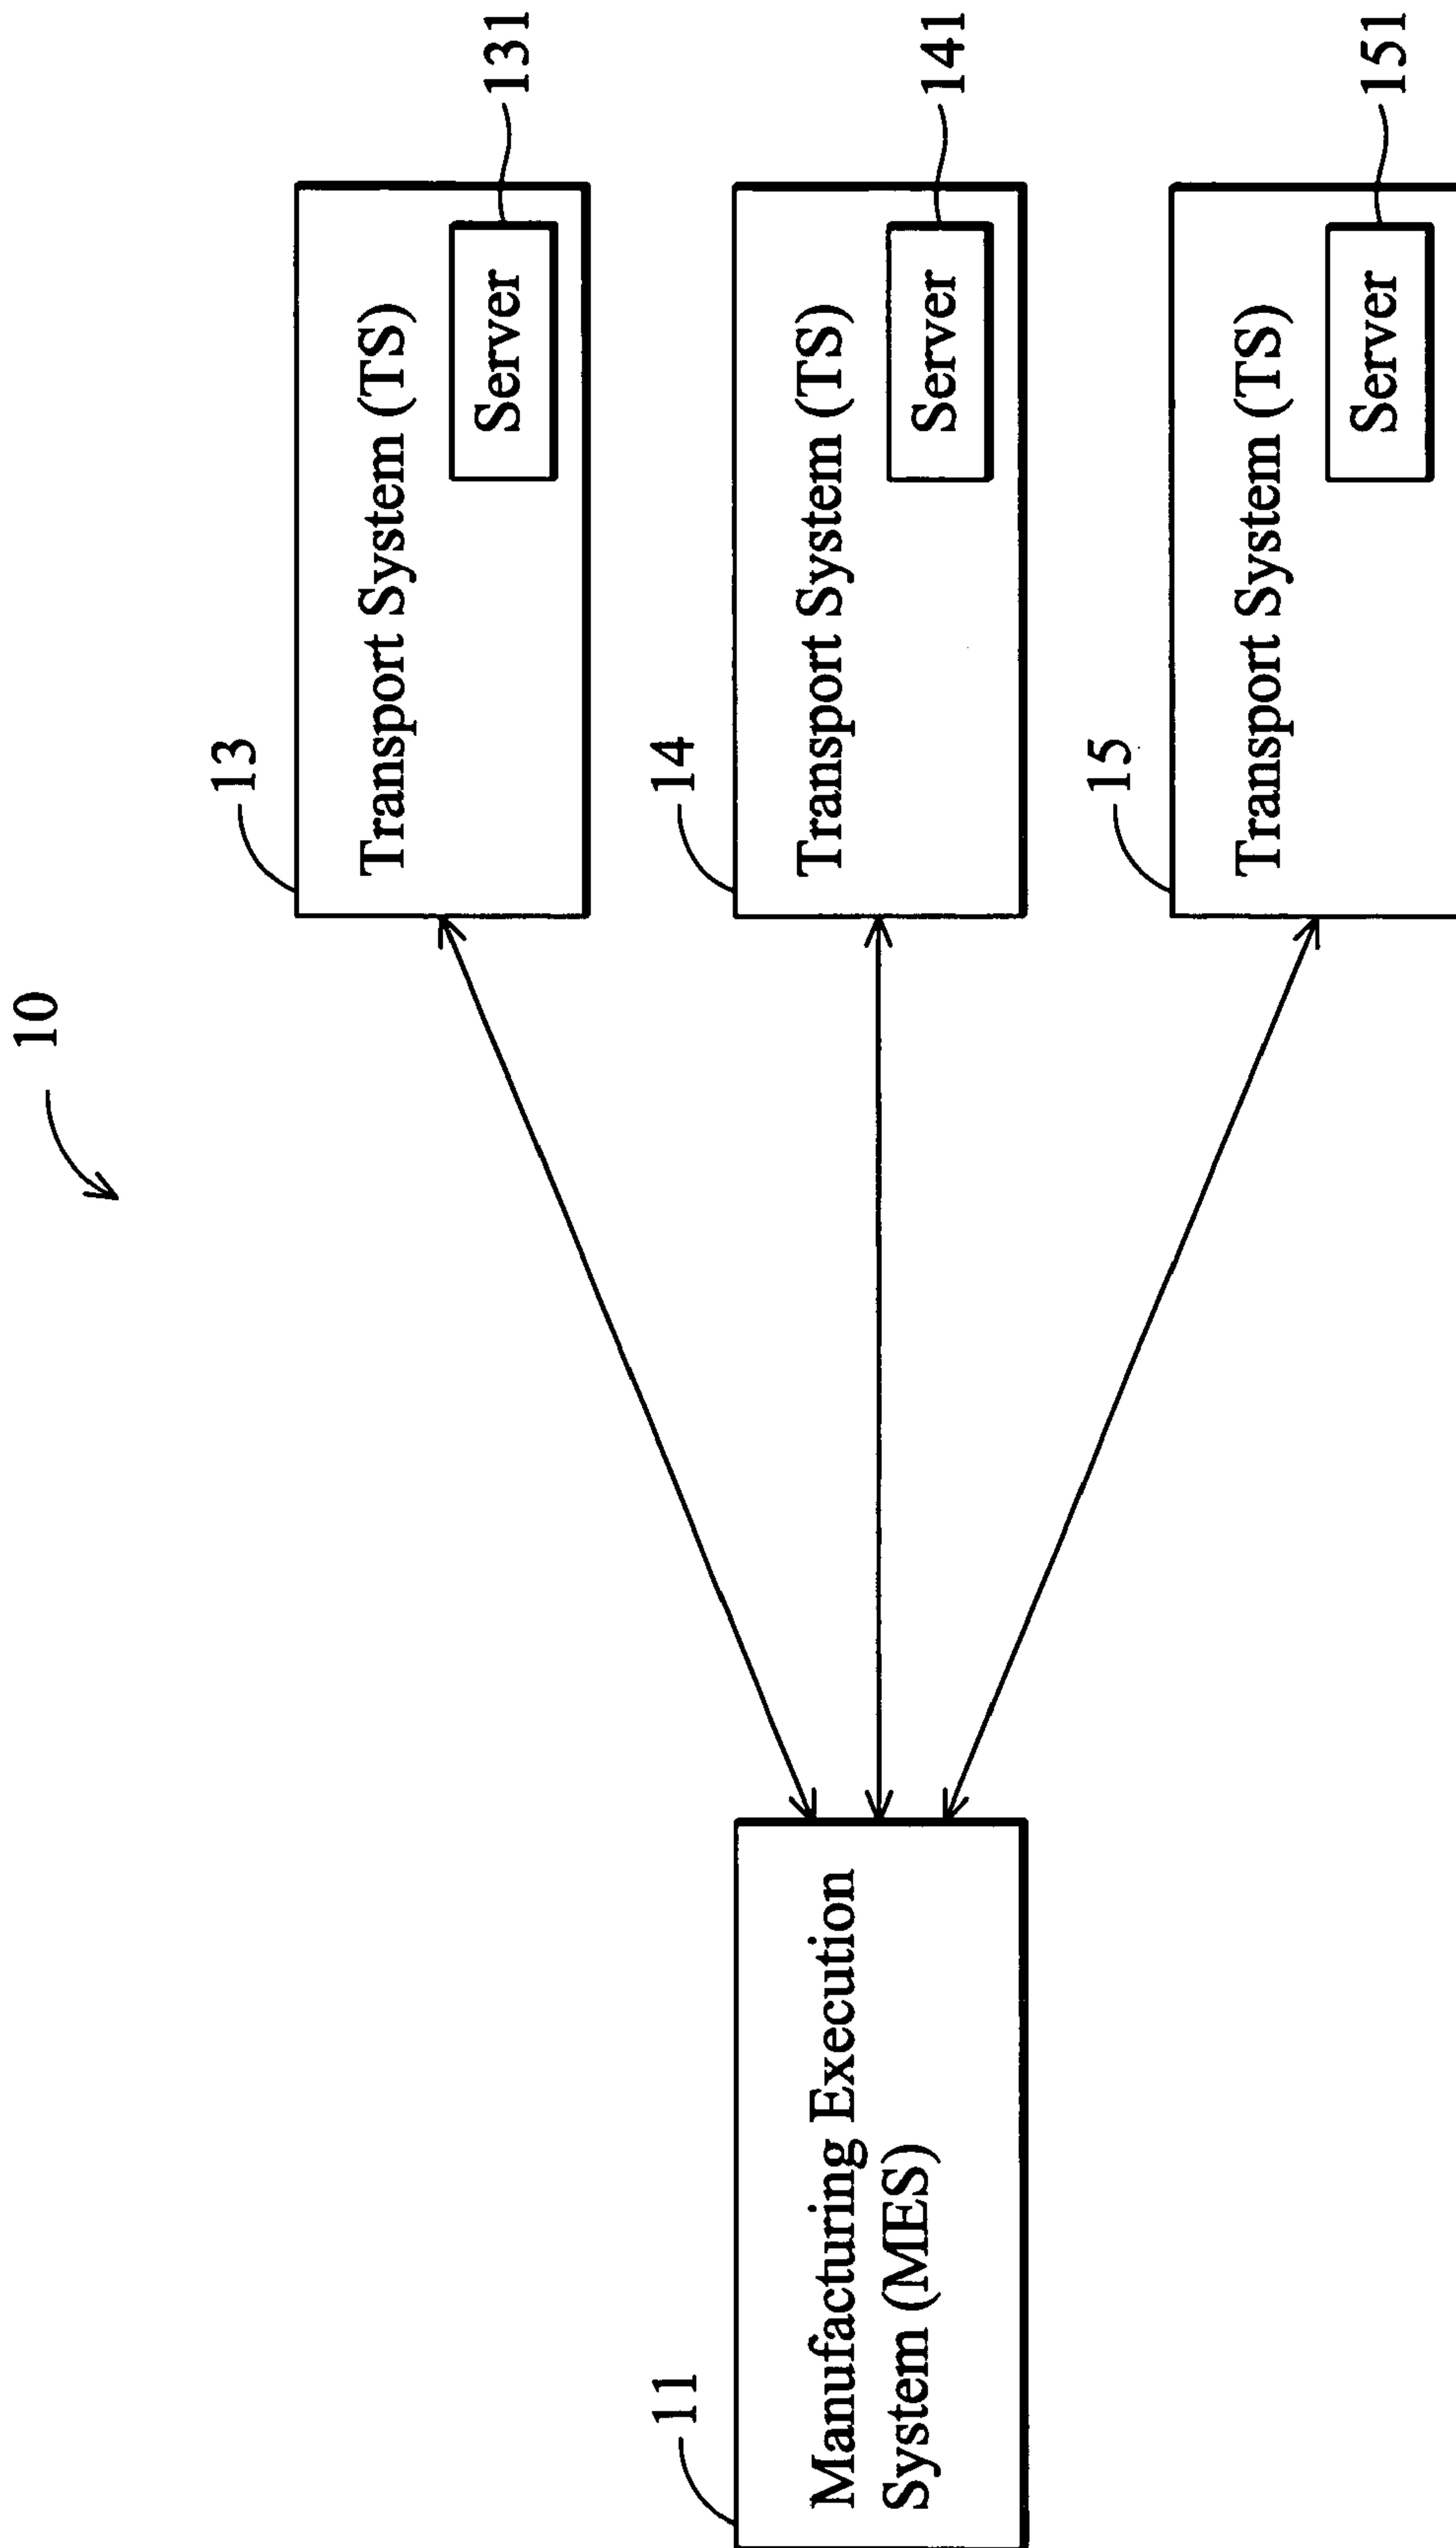 10
13
Transport System (TS)
Server
131
11
Manufacturing Execution
System (MES)
14
Transport System (TS)
Server
141
15
Transport System (TS)
Server
151